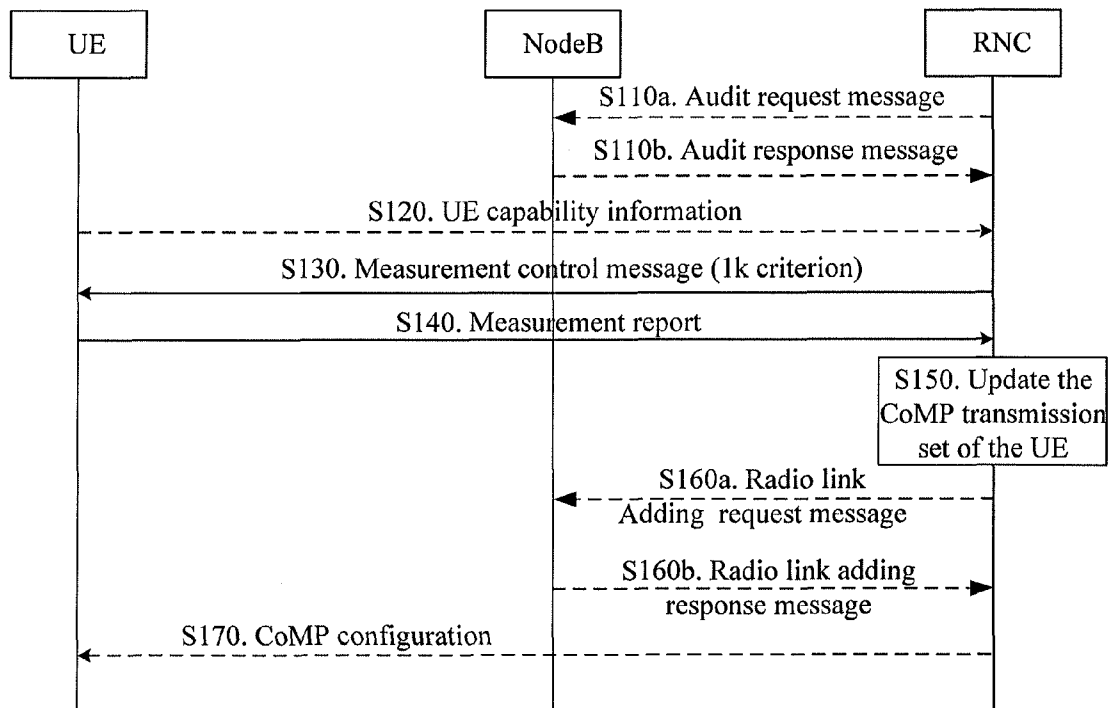 UE
NodeB
RNC
S110a. Audit request message
S110b. Audit response message
S120. UE capability information
S130. Measurement control message (1k criterion)
S140. Measurement report
S150. Update the
CoMP transmission
set of the UE
S160a. Radio link
Adding request message
S160b. Radio link adding
response message
S170. CoMP configuration